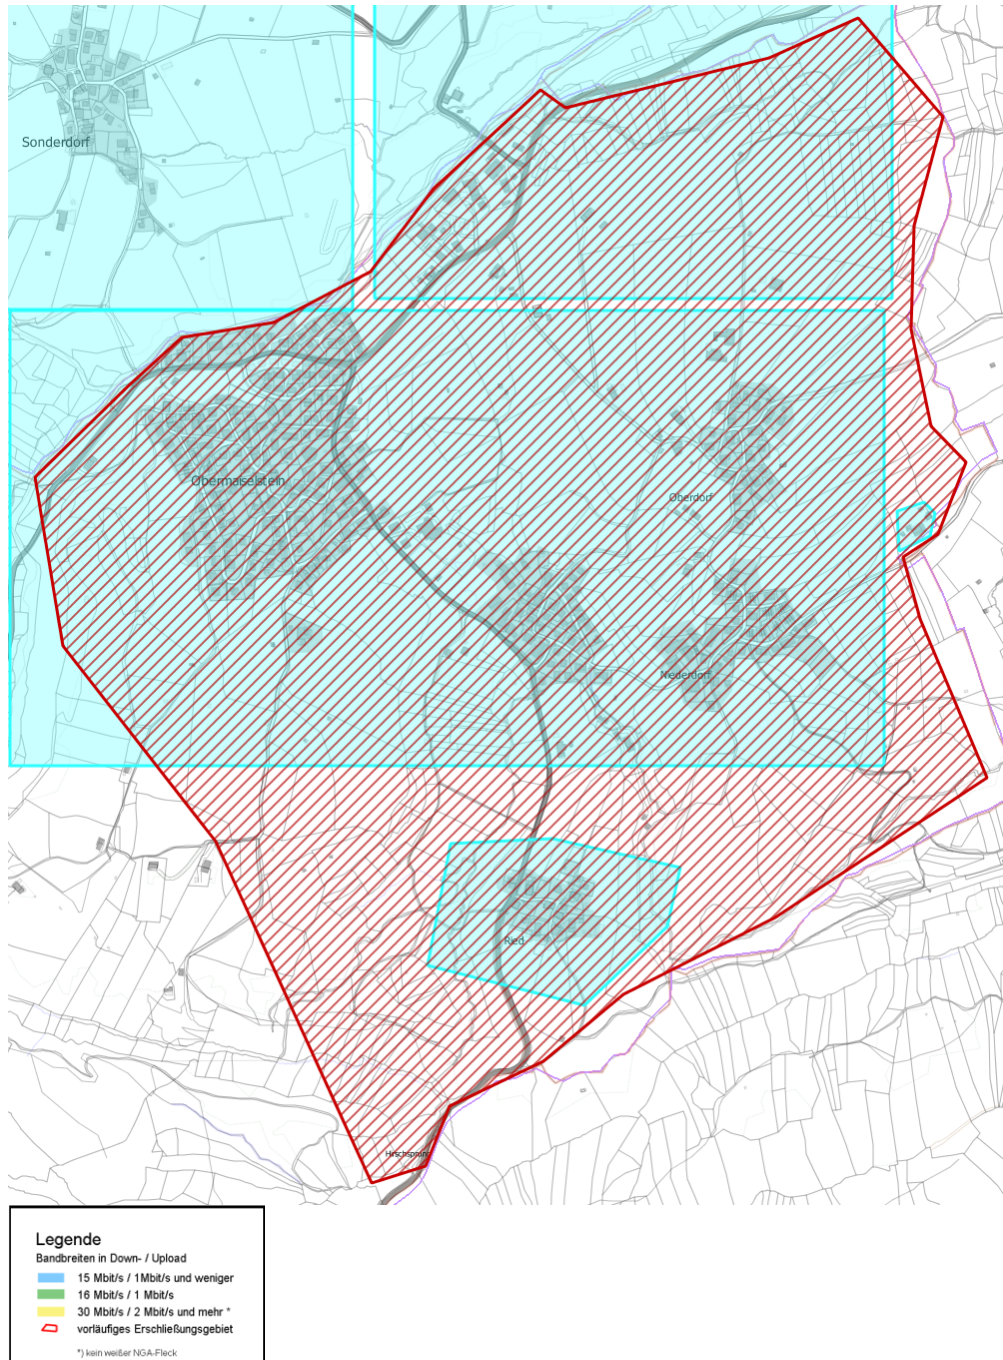 Sonderdorf
Obermaiselstein
Oberdorf
Niederdorf
Ried
Hirschsprung
Legende
Bandbreiten in Down- / Upload
15 Mbit/s / 1Mbit/s und weniger
16 Mbit/s / 1 Mbit/s
30 Mbit/s / 2 Mbit/s und mehr *
vorläufiges Erschließungsgebiet
*) kein weißer NGA-Fleck